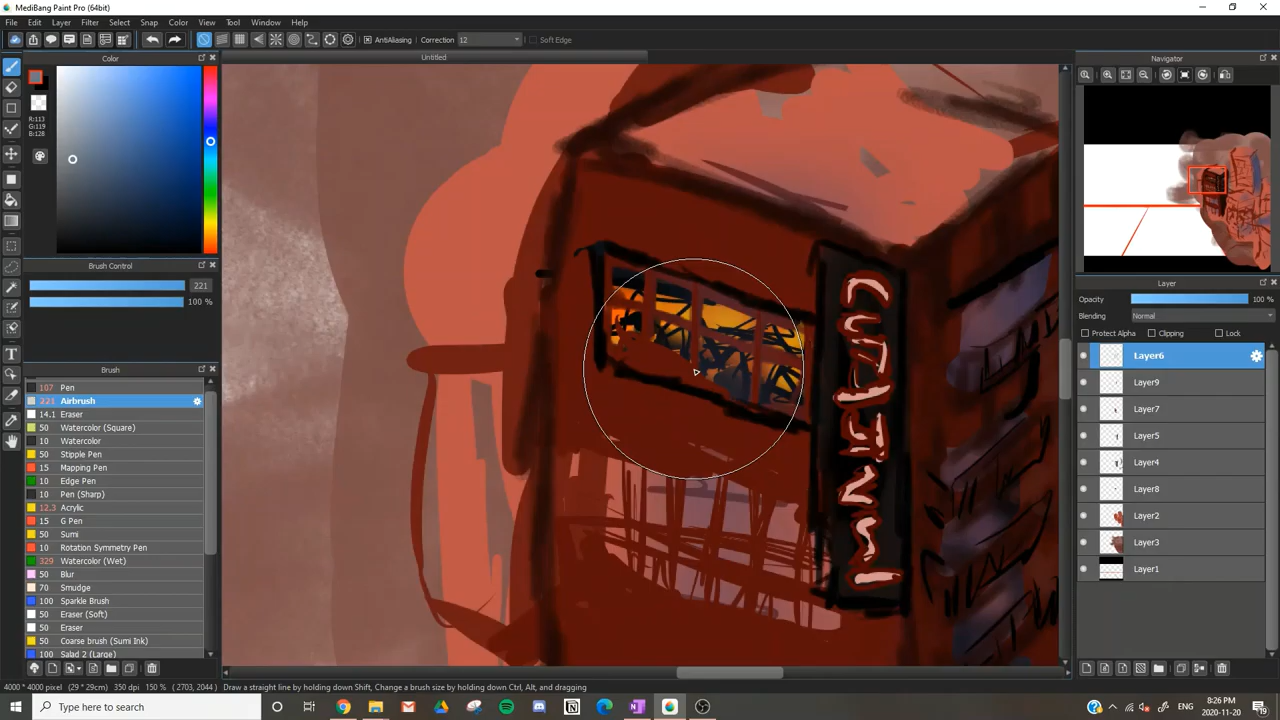 MediBang Paint Pro (64bit)
File Edit Layer Filter Select Snap Color View Tool Window Help
AntiAliasing Correction 12 Soft Edge
Untitled
Color
R:113
G:119
B:128
Brush Control
221
100 %
Brush
107 Pen
221 Airbrush
14.1 Eraser
50 Watercolor (Square)
10 Watercolor
50 Stipple Pen
15 Mapping Pen
10 Edge Pen
10 Pen (Sharp)
12.3 Acrylic
15 G Pen
50 Sumi
10 Rotation Symmetry Pen
329 Watercolor (Wet)
50 Blur
70 Smudge
100 Sparkle Brush
50 Eraser (Soft)
50 Eraser
50 Coarse brush (Sumi Ink)
100 Salad 2 (Large)
Navigator
Layer
Opacity 100 %
Blending Normal
Protect Alpha Clipping Lock
Layer6
Layer9
Layer7
Layer5
Layer4
Layer8
Layer2
Layer3
Layer1
4000 * 4000 pixel (29 * 29cm) 350 dpi 150 % ( 2703, 2044 ) Draw a straight line by holding down Shift, Change a brush size by holding down Ctrl, Alt, and dragging
Type here to search
ENG
8:26 PM
2020-11-20
19